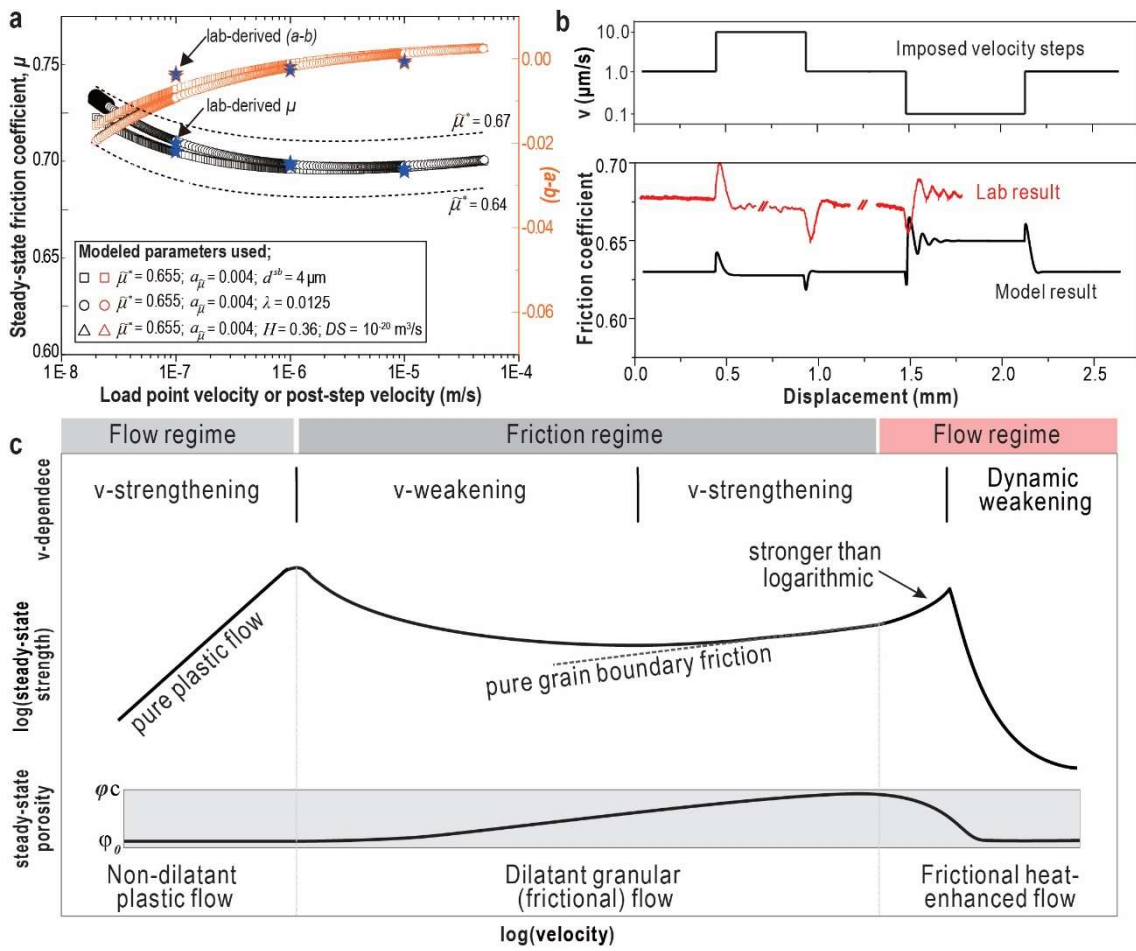 a
Steady-state friction coefficient, μ
0.75
0.70
0.65
0.60
lab-derived (a-b)
lab-derived μ
μ̃* = 0.67
μ̃* = 0.64
0.00
-0.02
-0.04
-0.06
(a-b)
Modeled parameters used;
μ̃* = 0.655; aμ̃ = 0.004; dsb = 4 μm
μ̃* = 0.655; aμ̃ = 0.004; λ = 0.0125
μ̃* = 0.655; aμ̃ = 0.004; H = 0.36; DS = 10-20 m3/s
1E-8 1E-7 1E-6 1E-5 1E-4
Load point velocity or post-step velocity (m/s)
b
v (μm/s)
10.0
1.0
0.1
Imposed velocity steps
Friction coefficient
0.70
0.65
0.60
Lab result
Model result
0.0 0.5 1.0 1.5 2.0 2.5
Displacement (mm)
c
Flow regime Friction regime Flow regime
v-dependece
v-strengthening v-weakening v-strengthening Dynamic
weakening
log(steady-state
strength)
pure plastic flow
pure grain boundary friction
stronger than
logarithmic
steady-state
porosity
φc
φ0
Non-dilatant
plastic flow
Dilatant granular
(frictional) flow
Frictional heat-
enhanced flow
log(velocity)